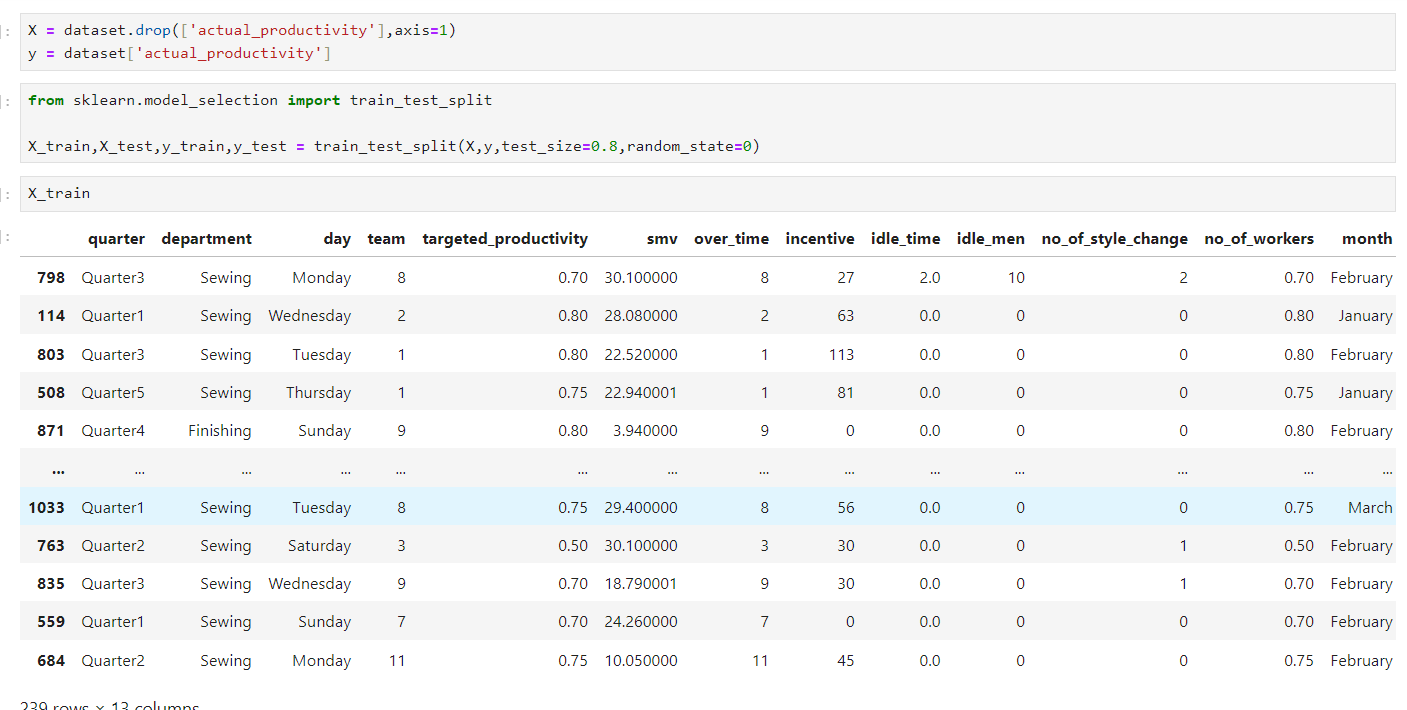 ]: X = dataset.drop(['actual_productivity'],axis=1)
y = dataset['actual_productivity']
]: from sklearn.model_selection import train_test_split
X_train,X_test,y_train,y_test = train_test_split(X,y,test_size=0.8,random_state=0)
]: X_train
]: quarter department day team targeted_productivity smv over_time incentive idle_time idle_men no_of_style_change no_of_workers month
798 Quarter3 Sewing Monday 8 0.70 30.100000 8 27 2.0 10 2 0.70 February
114 Quarter1 Sewing Wednesday 2 0.80 28.080000 2 63 0.0 0 0 0.80 January
803 Quarter3 Sewing Tuesday 1 0.80 22.520000 1 113 0.0 0 0 0.80 February
508 Quarter5 Sewing Thursday 1 0.75 22.940001 1 81 0.0 0 0 0.75 January
871 Quarter4 Finishing Sunday 9 0.80 3.940000 9 0 0.0 0 0 0.80 February
... ... ... ... ... ... ... ... ... ... ... ... ... ...
1033 Quarter1 Sewing Tuesday 8 0.75 29.400000 8 56 0.0 0 0 0.75 March
763 Quarter2 Sewing Saturday 3 0.50 30.100000 3 30 0.0 0 1 0.50 February
835 Quarter3 Sewing Wednesday 9 0.70 18.790001 9 30 0.0 0 1 0.70 February
559 Quarter1 Sewing Sunday 7 0.70 24.260000 7 0 0.0 0 0 0.70 February
684 Quarter2 Sewing Monday 11 0.75 10.050000 11 45 0.0 0 0 0.75 February
239 rows × 13 columns